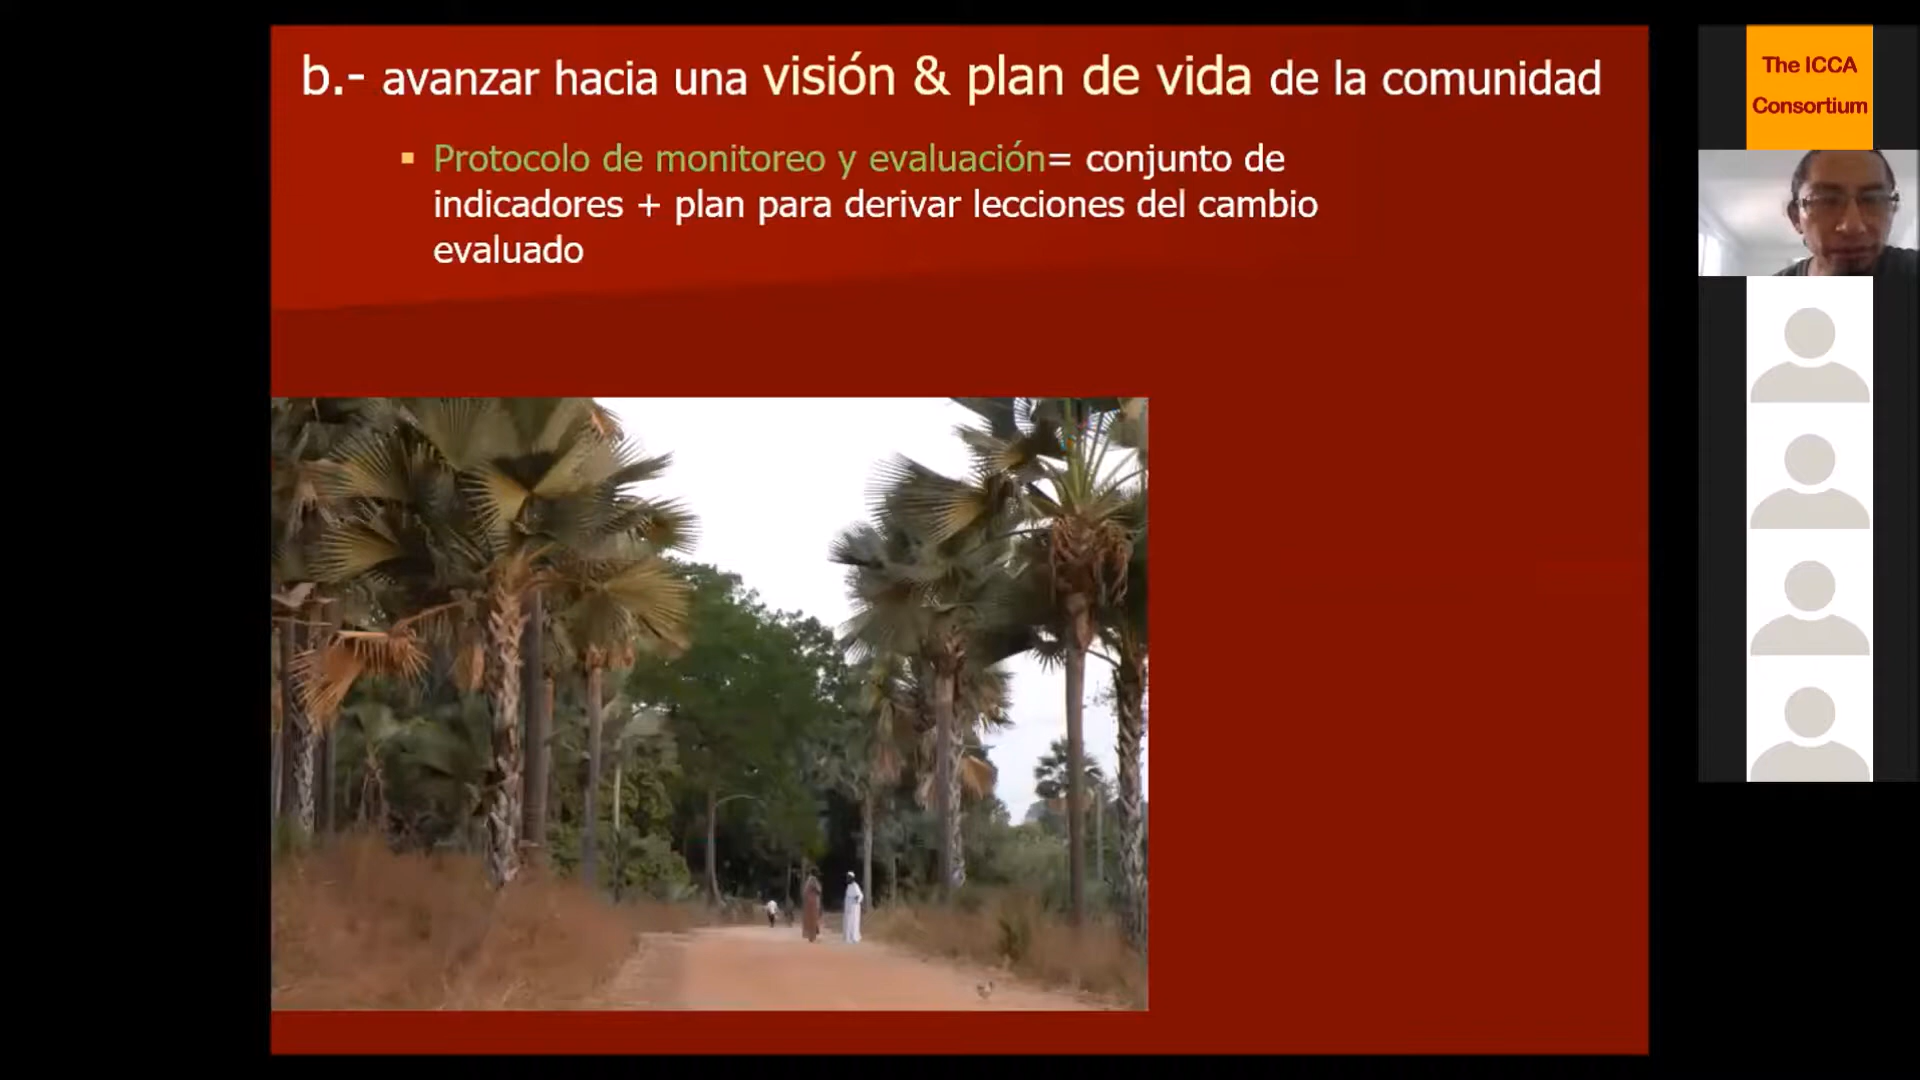 b.- avanzar hacia una visión & plan de vida de la comunidad
▪ Protocolo de monitoreo y evaluación= conjunto de
indicadores + plan para derivar lecciones del cambio
evaluado
The ICCA
Consortium